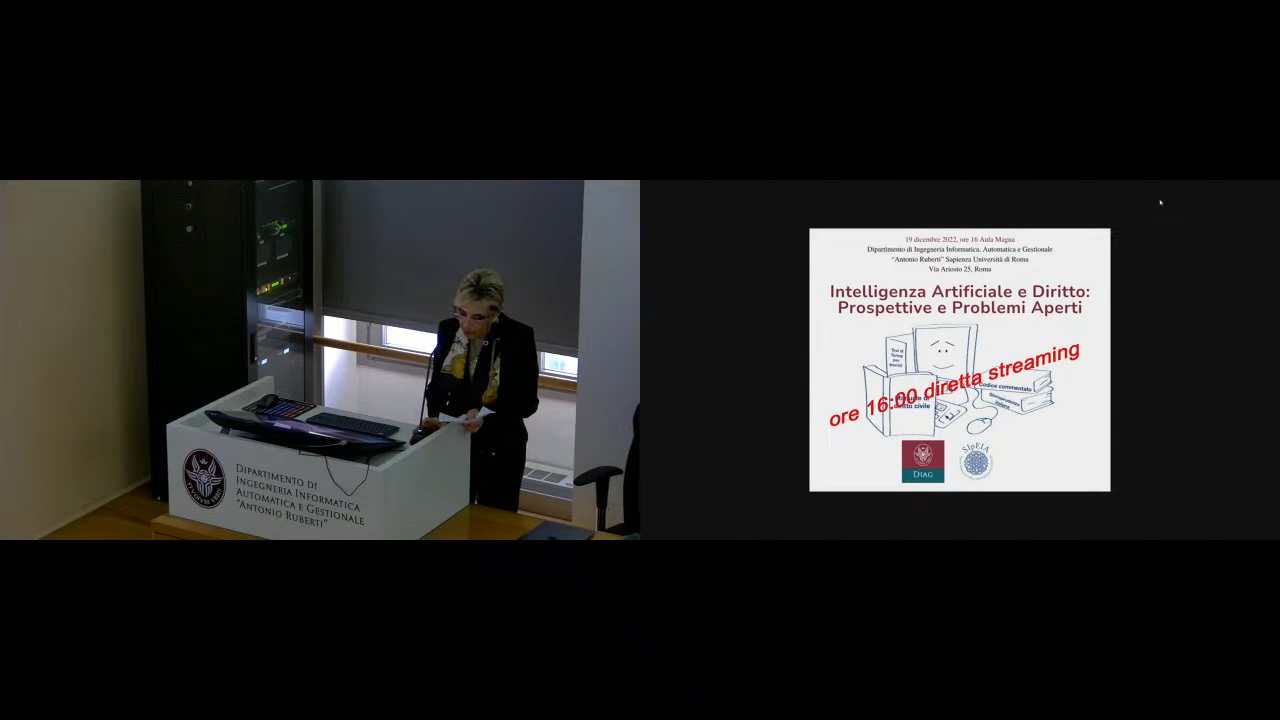 DIPARTIMENTO DI
INGEGNERIA INFORMATICA
AUTOMATICA E GESTIONALE
"ANTONIO RUBERTI"
19 dicembre 2022, ore 16 Aula Magna
Dipartimento di Ingegneria Informatica, Automatica e Gestionale
"Antonio Ruberti" Sapienza Università di Roma
Via Ariosto 25, Roma
Intelligenza Artificiale e Diritto:
Prospettive e Problemi Aperti
ore 16:00 diretta streaming
Codice commentato
diritto civile
DIAG
SIpEIA